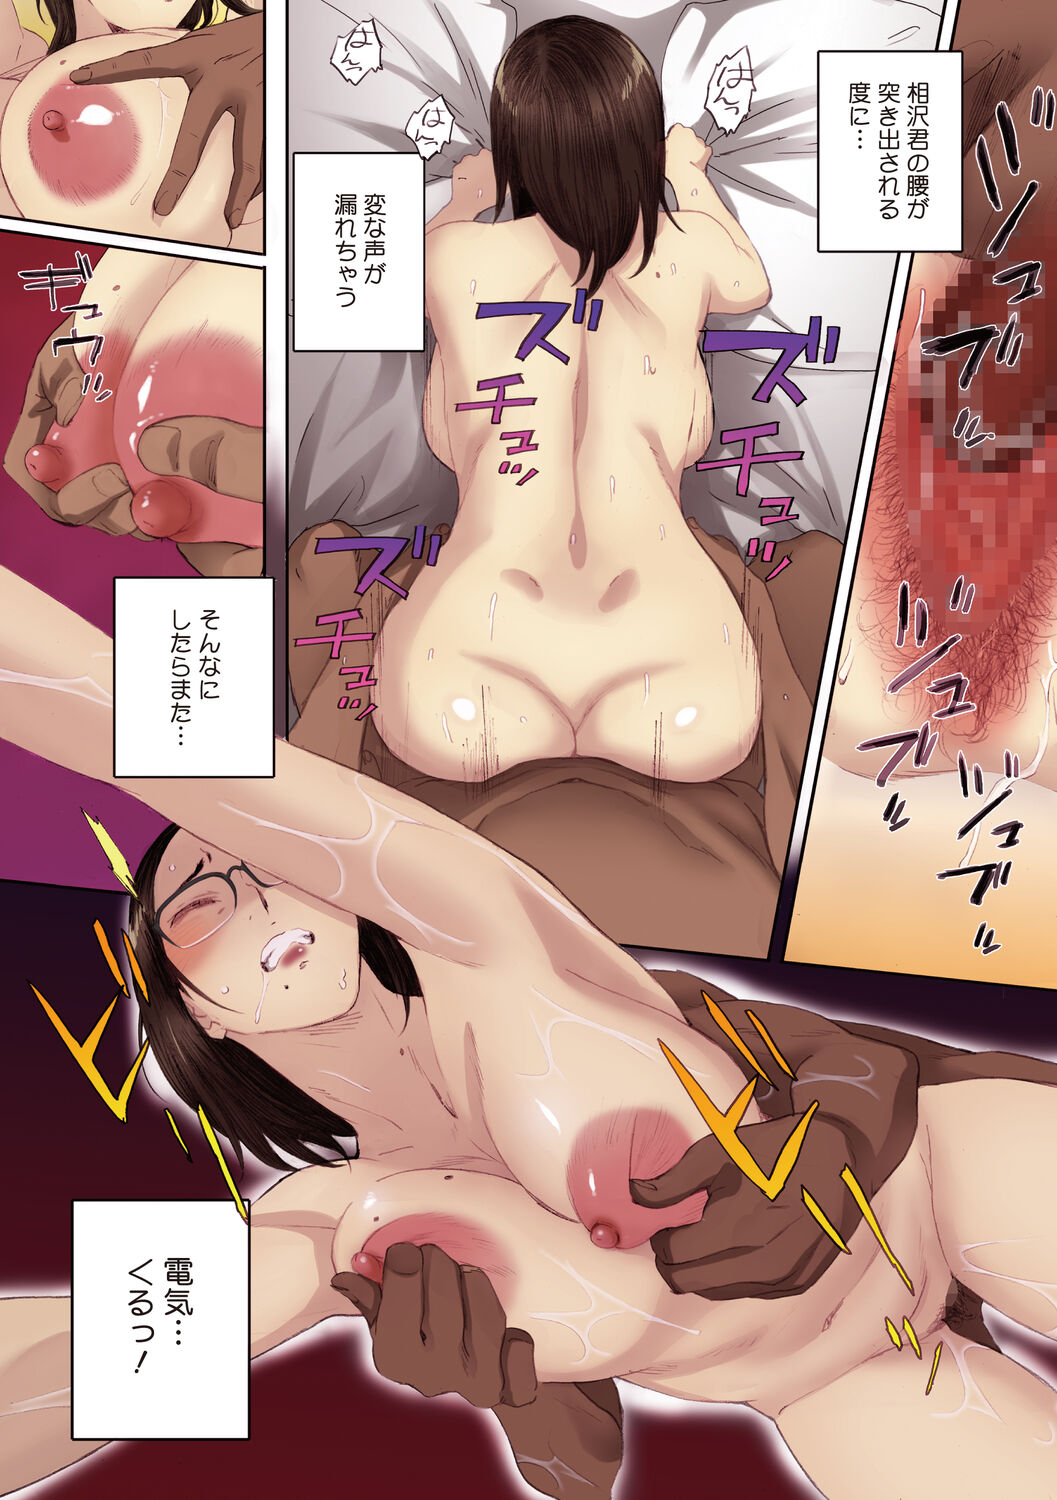 相沢君の腰が
突き出される
度に…
ジュブッ
ジュブッ
ジュブッ
はんっ
はんっ
はんっ
はんっ
変な声が
漏れちゃう
ズチュッ
ズチュッ
ズチュッ
ギュウッ
そんなに
したらまた…
ビッ
ビッ
電気…
くるっ！